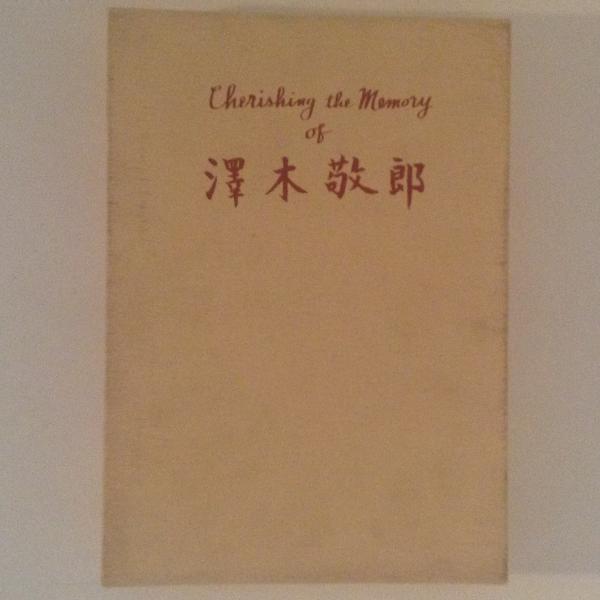 Cherishing the Memory
of
澤木敬郎